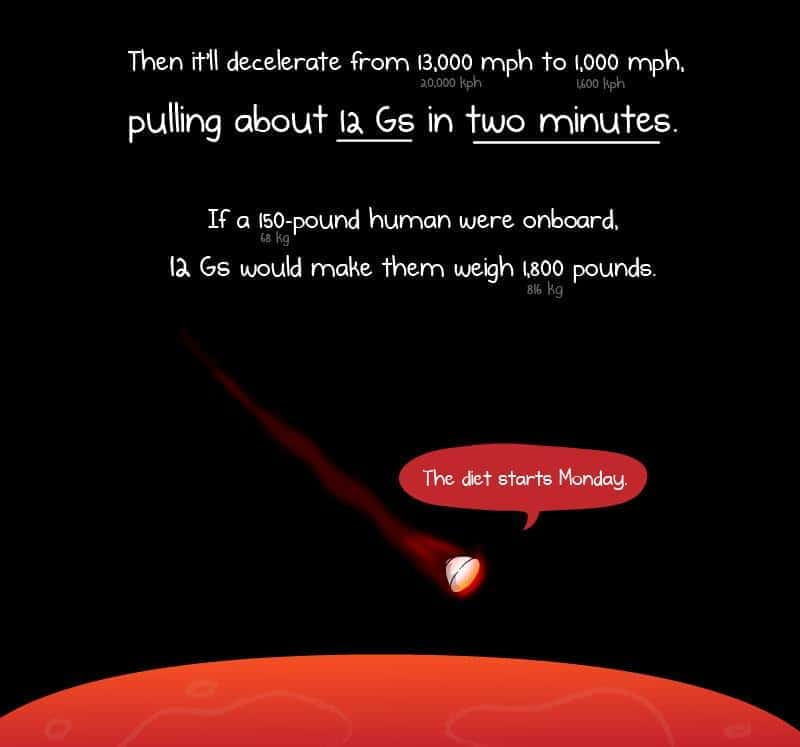 Then it'll decelerate from 13,000 mph to 1,000 mph,
20,000 kph 1,600 kph
pulling about 12 Gs in two minutes.
If a 150-pound human were onboard,
68 kg
12 Gs would make them weigh 1,800 pounds.
816 kg
The diet starts Monday.